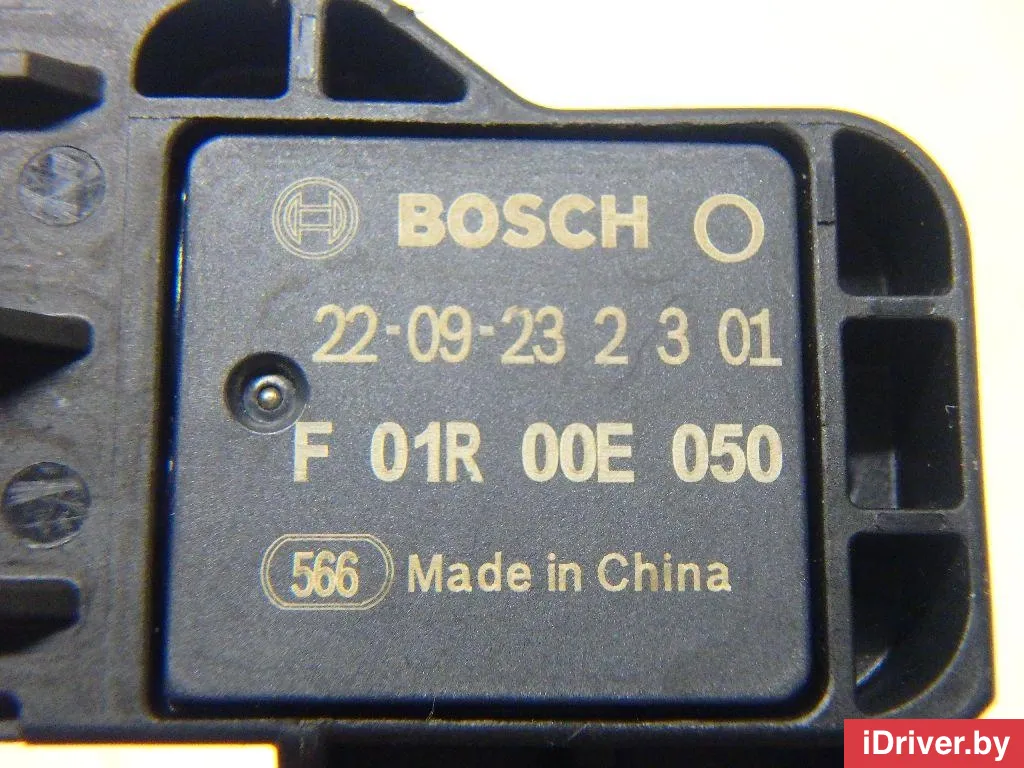 BOSCH
22-09-23 2 3 01
F 01R 00E 050
566 Made in China
iDriver.by